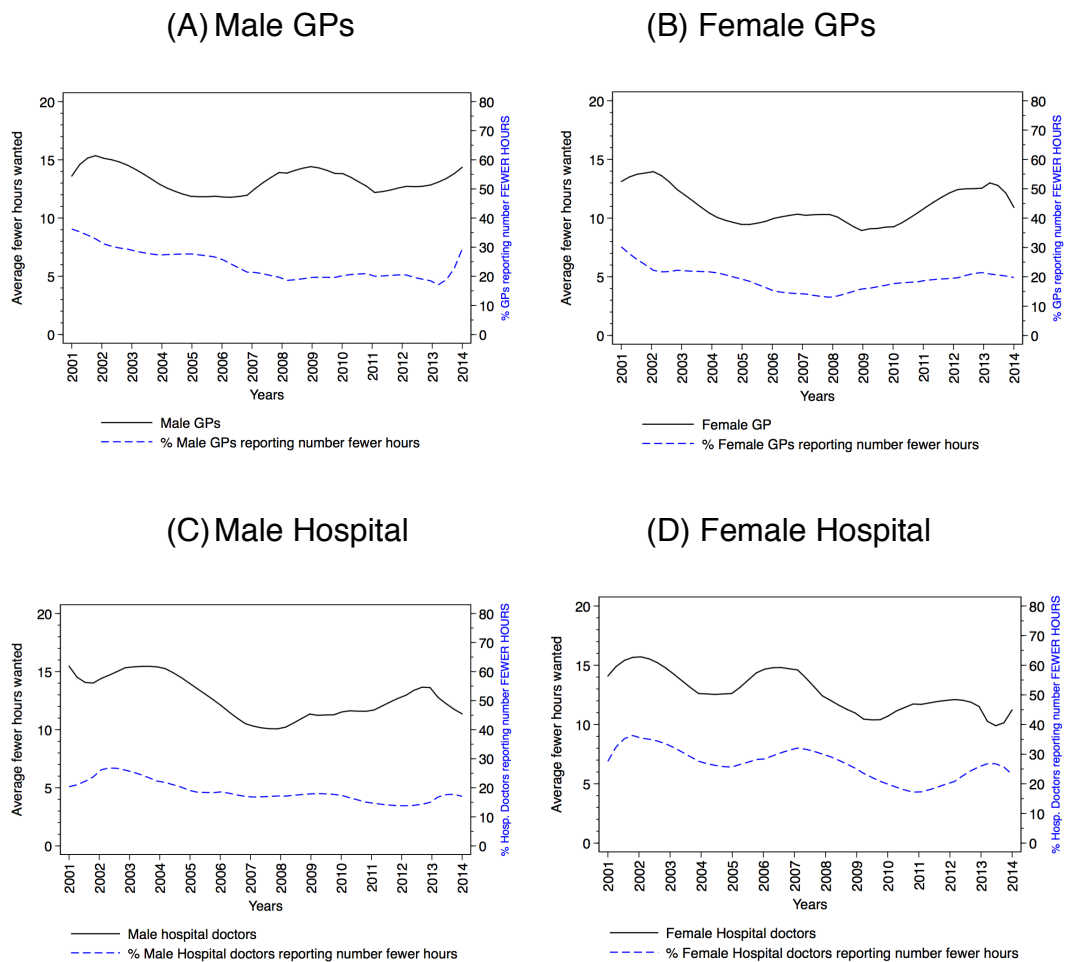 (A) Male GPs
Average fewer hours wanted
20
15
10
5
0
80
70
60
50
40
30
20
10
0
% GPs reporting number FEWER HOURS
2001 2002 2003 2004 2005 2006 2007 2008 2009 2010 2011 2012 2013 2014
Years
Male GPs
% Male GPs reporting number fewer hours
(B) Female GPs
Average fewer hours wanted
20
15
10
5
0
80
70
60
50
40
30
20
10
0
% GPs reporting number FEWER HOURS
2001 2002 2003 2004 2005 2006 2007 2008 2009 2010 2011 2012 2013 2014
Years
Female GP
% Female GPs reporting number fewer hours
(C) Male Hospital
Average fewer hours wanted
20
15
10
5
0
80
70
60
50
40
30
20
10
0
% Hosp. Doctors reporting number FEWER HOURS
2001 2002 2003 2004 2005 2006 2007 2008 2009 2010 2011 2012 2013 2014
Years
Male hospital doctors
% Male Hospital doctors reporting number fewer hours
(D) Female Hospital
Average fewer hours wanted
20
15
10
5
0
80
70
60
50
40
30
20
10
0
% Hosp. Doctors reporting number FEWER HOURS
2001 2002 2003 2004 2005 2006 2007 2008 2009 2010 2011 2012 2013 2014
Years
Female Hospital doctors
% Female Hospital doctors reporting number fewer hours